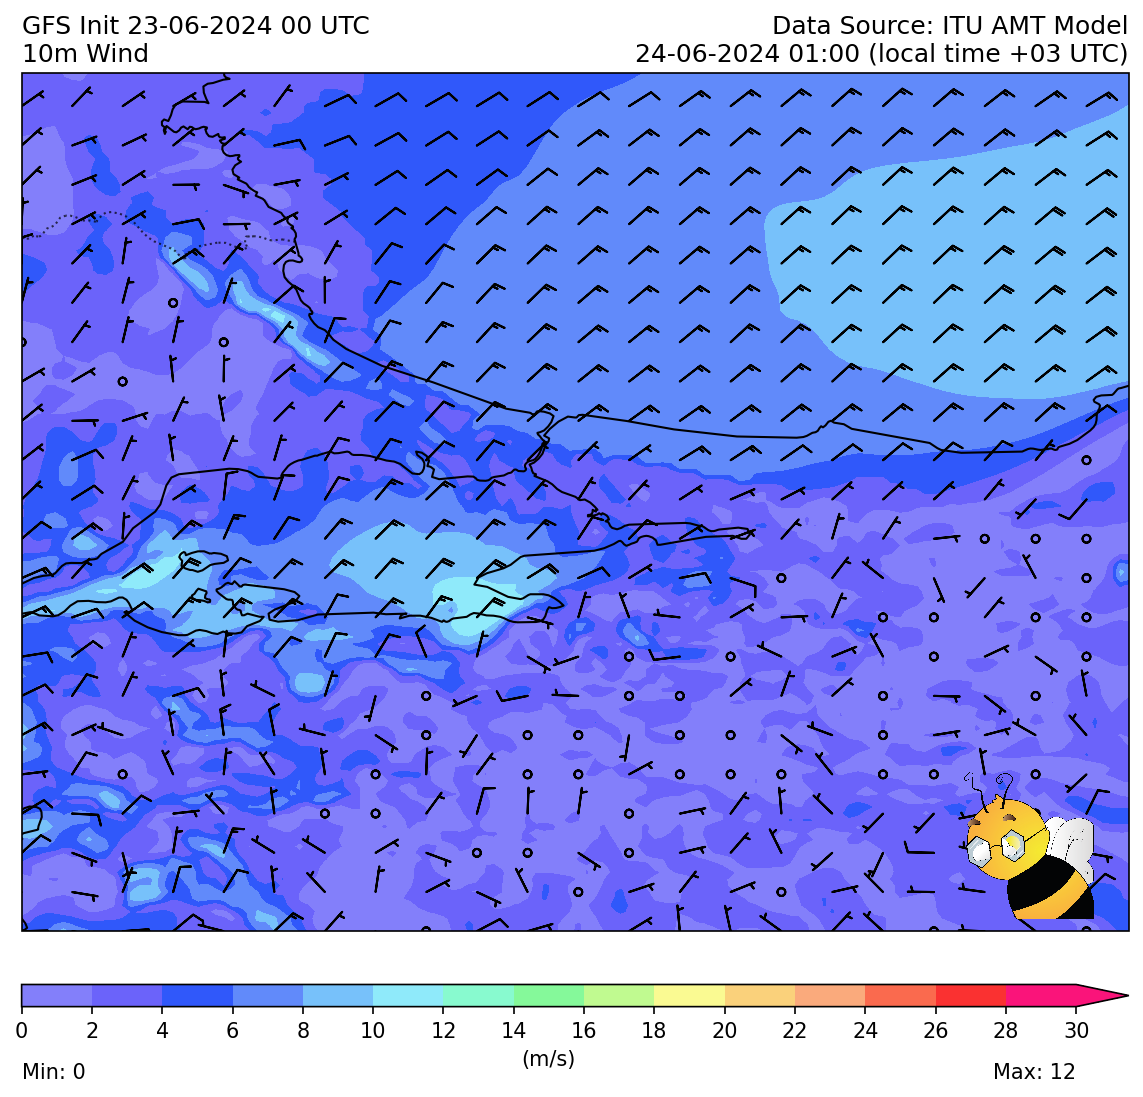 GFS Init 23-06-2024 00 UTC
Data Source: ITU AMT Model
10m Wind
24-06-2024 01:00 (local time +03 UTC)
0 2 4 6 8 10 12 14 16 18 20 22 24 26 28 30
(m/s)
Min: 0
Max: 12